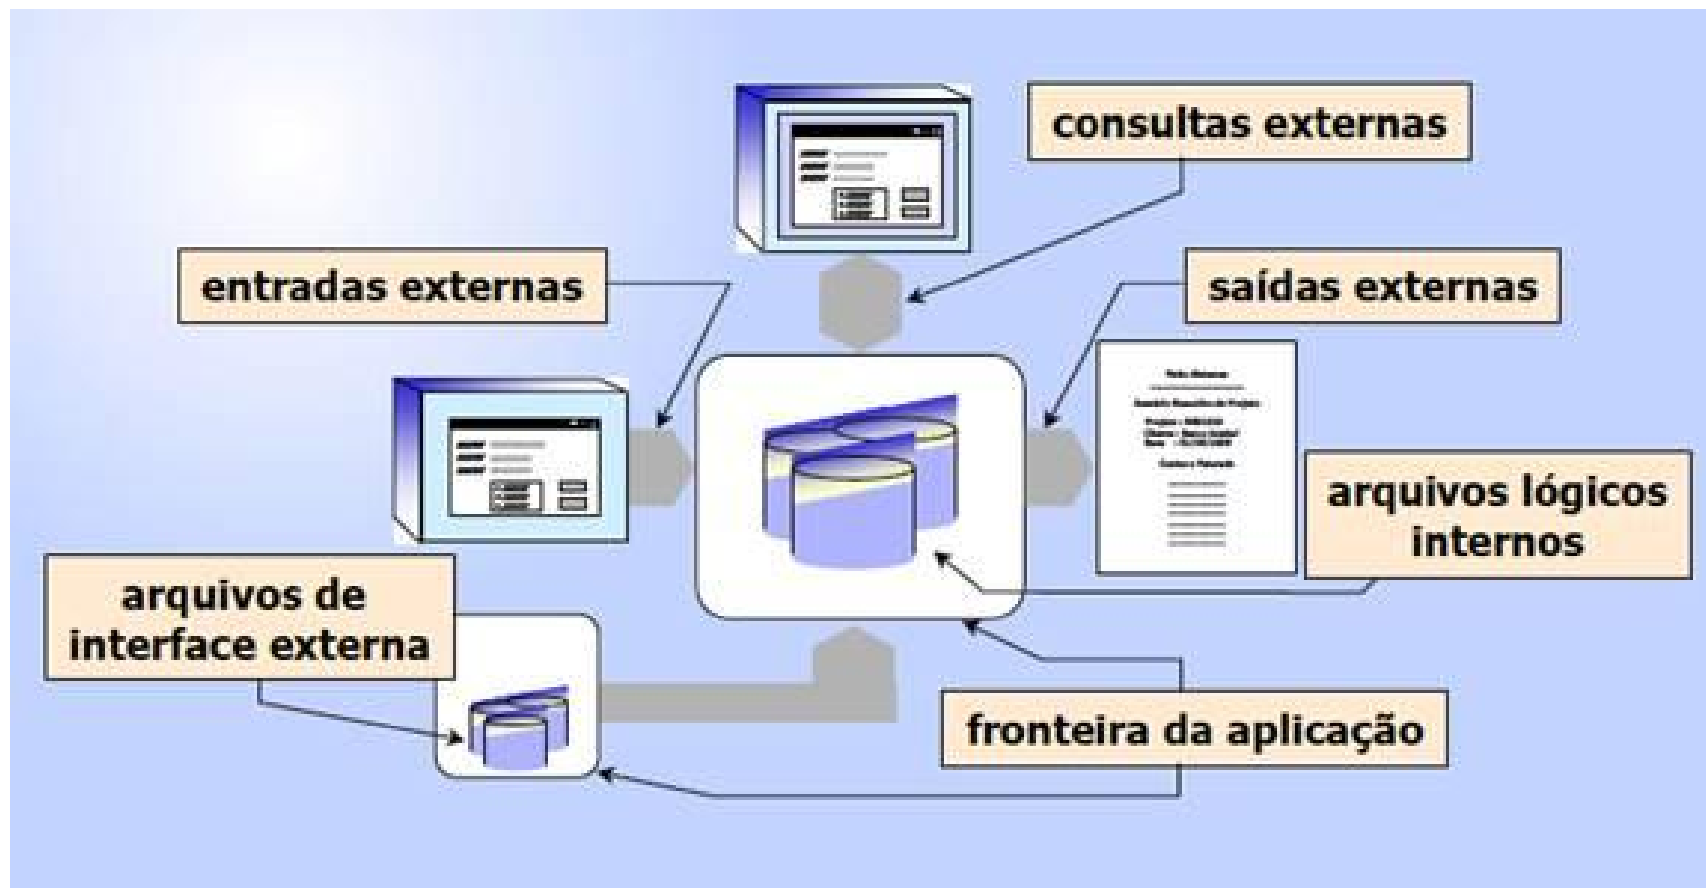 consultas externas
entradas externas
saídas externas
arquivos lógicos
internos
arquivos de
interface externa
fronteira da aplicação